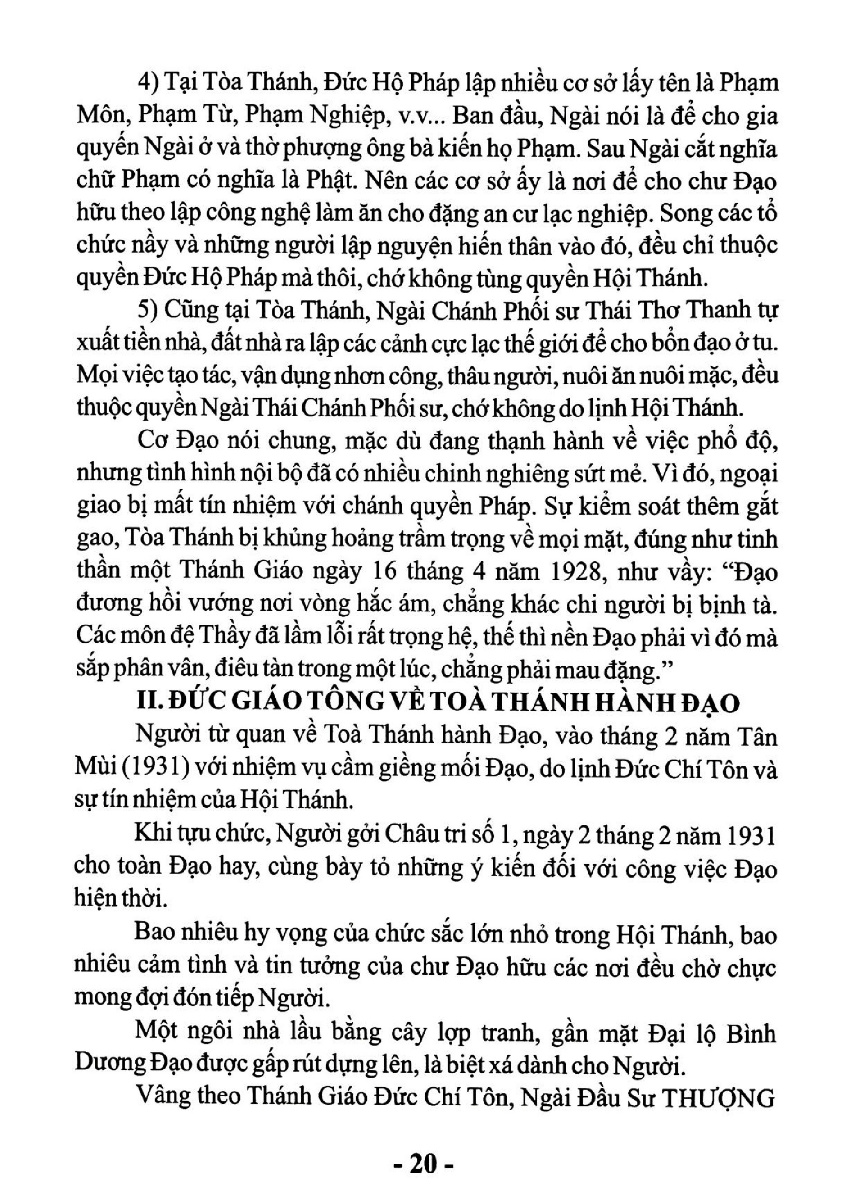 4) Tại Tòa Thánh, Đức Hộ Pháp lập nhiều cơ sở lấy tên là Phạm
Môn, Phạm Từ, Phạm Nghiệp, v.v... Ban đầu, Ngài nói là để cho gia
quyến Ngài ở và thờ phượng ông bà kiến họ Phạm. Sau Ngài cắt nghĩa
chữ Phạm có nghĩa là Phật. Nên các cơ sở ấy là nơi để cho chư Đạo
hữu theo lập công nghệ làm ăn cho đặng an cư lạc nghiệp. Song các tổ
chức nầy và những người lập nguyện hiến thân vào đó, đều chỉ thuộc
quyền Đức Hộ Pháp mà thôi, chớ không tùng quyền Hội Thánh.
5) Cũng tại Tòa Thánh, Ngài Chánh Phối sư Thái Thơ Thanh tự
xuất tiền nhà, đất nhà ra lập các cảnh cực lạc thế giới để cho bổn đạo ở tu.
Mọi việc tạo tác, vận dụng nhơn công, thâu người, nuôi ăn nuôi mặc, đều
thuộc quyền Ngài Thái Chánh Phối sư, chớ không do lịnh Hội Thánh.
Cơ Đạo nói chung, mặc dù đang thạnh hành về việc phổ độ,
nhưng tình hình nội bộ đã có nhiều chinh nghiêng sứt mẻ. Vì đó, ngoại
giao bị mất tín nhiệm với chánh quyền Pháp. Sự kiểm soát thêm gắt
gao, Tòa Thánh bị khủng hoảng trầm trọng về mọi mặt, đúng như tinh
thần một Thánh Giáo ngày 16 tháng 4 năm 1928, như vầy: “Đạo
đương hồi vướng nơi vòng hắc ám, chẳng khác chi người bị bịnh tà.
Các môn đệ Thầy đã lầm lỗi rất trọng hệ, thế thì nền Đạo phải vì đó mà
sắp phân vân, điêu tàn trong một lúc, chẳng phải mau đặng.”
II. ĐỨC GIÁO TÔNG VỀ TOÀ THÁNH HÀNH ĐẠO
Người từ quan về Toà Thánh hành Đạo, vào tháng 2 năm Tân
Mùi (1931) với nhiệm vụ cầm giềng mối Đạo, do lịnh Đức Chí Tôn và
sự tín nhiệm của Hội Thánh.
Khi tựu chức, Người gởi Châu tri số 1, ngày 2 tháng 2 năm 1931
cho toàn Đạo hay, cùng bày tỏ những ý kiến đối với công việc Đạo
hiện thời.
Bao nhiêu hy vọng của chức sắc lớn nhỏ trong Hội Thánh, bao
nhiêu cảm tình và tin tưởng của chư Đạo hữu các nơi đều chờ chực
mong đợi đón tiếp Người.
Một ngôi nhà lầu bằng cây lợp tranh, gần mặt Đại lộ Bình
Dương Đạo được gấp rút dựng lên, là biệt xá dành cho Người.
Vâng theo Thánh Giáo Đức Chí Tôn, Ngài Đầu Sư THƯỢNG
- 20 -